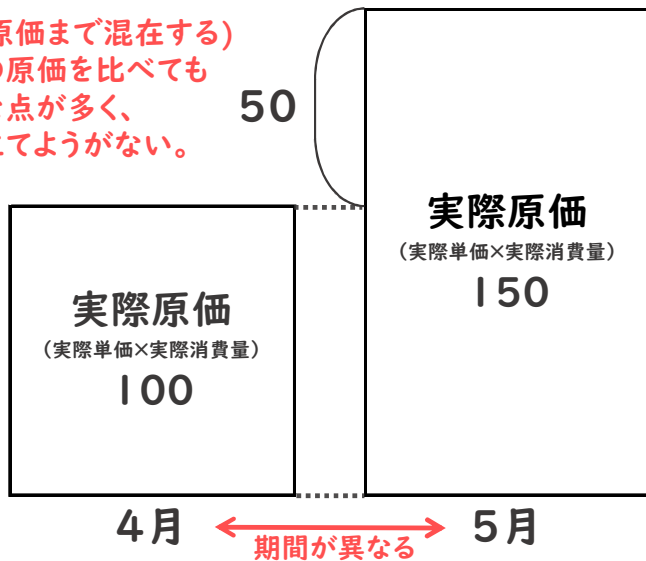 原価まで混在する)
の原価を比べても
点が多く、
てようがない。
50
実際原価
(実際単価×実際消費量)
150
実際原価
(実際単価×実際消費量)
100
4月
5月
期間が異なる